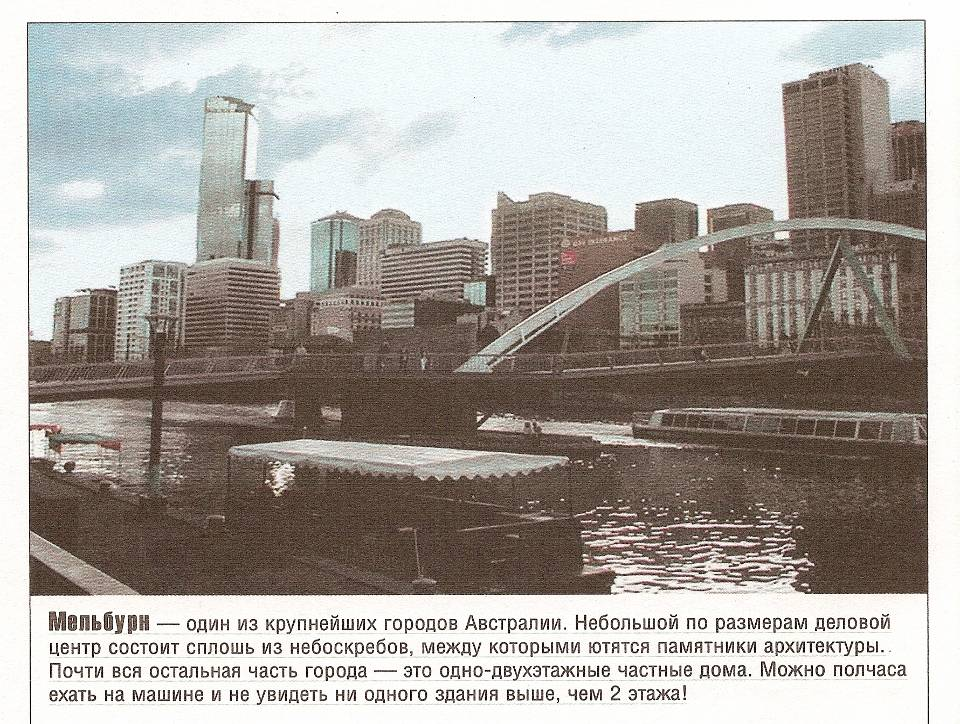 QBE INSURANCE
Мельбурн — один из крупнейших городов Австралии. Небольшой по размерам деловой
центр состоит сплошь из небоскребов, между которыми ютятся памятники архитектуры.
Почти вся остальная часть города — это одно-двухэтажные частные дома. Можно полчаса
ехать на машине и не увидеть ни одного здания выше, чем 2 этажа!